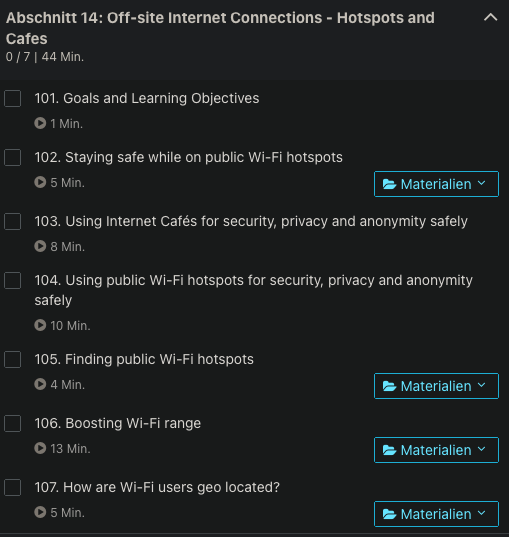 Abschnitt 14: Off-site Internet Connections - Hotspots and
Cafes
0 / 7 | 44 Min.
101. Goals and Learning Objectives
1 Min.
102. Staying safe while on public Wi-Fi hotspots
5 Min.
Materialien
103. Using Internet Cafés for security, privacy and anonymity safely
8 Min.
104. Using public Wi-Fi hotspots for security, privacy and anonymity
safely
10 Min.
105. Finding public Wi-Fi hotspots
4 Min.
Materialien
106. Boosting Wi-Fi range
13 Min.
Materialien
107. How are Wi-Fi users geo located?
5 Min.
Materialien